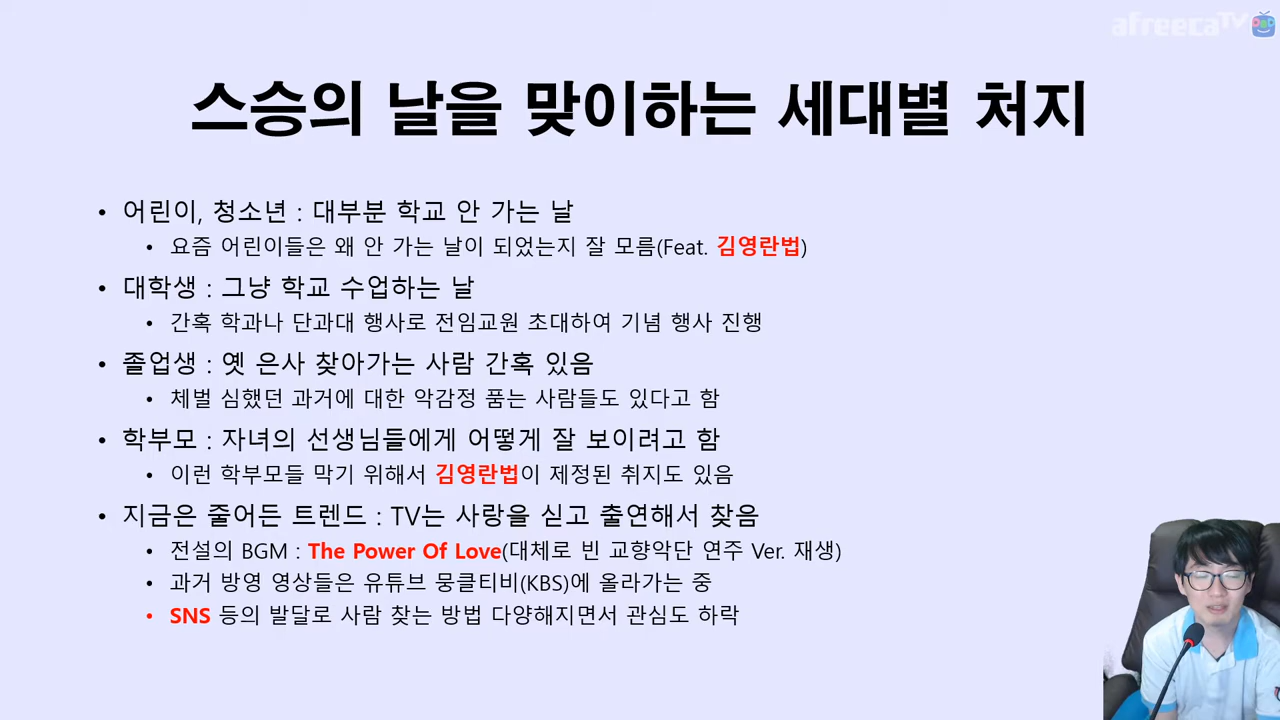 afreecaTV
스승의 날을 맞이하는 세대별 처지
• 어린이, 청소년 : 대부분 학교 안 가는 날
• 요즘 어린이들은 왜 안 가는 날이 되었는지 잘 모름(Feat. 김영란법)
• 대학생 : 그냥 학교 수업하는 날
• 간혹 학과나 단과대 행사로 전임교원 초대하여 기념 행사 진행
• 졸업생 : 옛 은사 찾아가는 사람 간혹 있음
• 체벌 심했던 과거에 대한 악감정 품는 사람들도 있다고 함
• 학부모 : 자녀의 선생님들에게 어떻게 잘 보이려고 함
• 이런 학부모들 막기 위해서 김영란법이 제정된 취지도 있음
• 지금은 줄어든 트렌드 : TV는 사랑을 싣고 출연해서 찾음
• 전설의 BGM : The Power Of Love(대체로 빈 교향악단 연주 Ver. 재생)
• 과거 방영 영상들은 유튜브 뭉클티비(KBS)에 올라가는 중
• SNS 등의 발달로 사람 찾는 방법 다양해지면서 관심도 하락